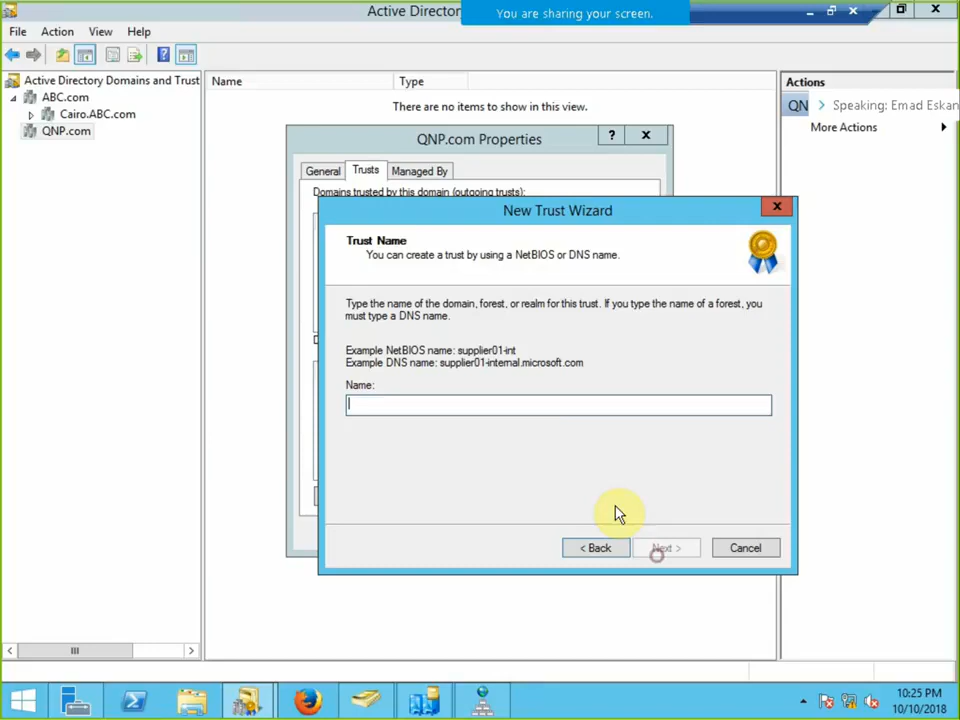 Active Director
You are sharing your screen.
File Action View Help
Active Directory Domains and Trust
ABC.com
Cairo.ABC.com
QNP.com
Name Type
There are no items to show in this view.
Actions
QN
Speaking: Emad Eskan
More Actions
QNP.com Properties
General Trusts Managed By
Domains trusted by this domain (outgoing trusts):
New Trust Wizard
Trust Name
You can create a trust by using a NetBIOS or DNS name.
Type the name of the domain, forest, or realm for this trust. If you type the name of a forest, you
must type a DNS name.
Example NetBIOS name: supplier01-int
Example DNS name: supplier01-internal.microsoft.com
Name:
< Back Next > Cancel
10:25 PM
10/10/2018